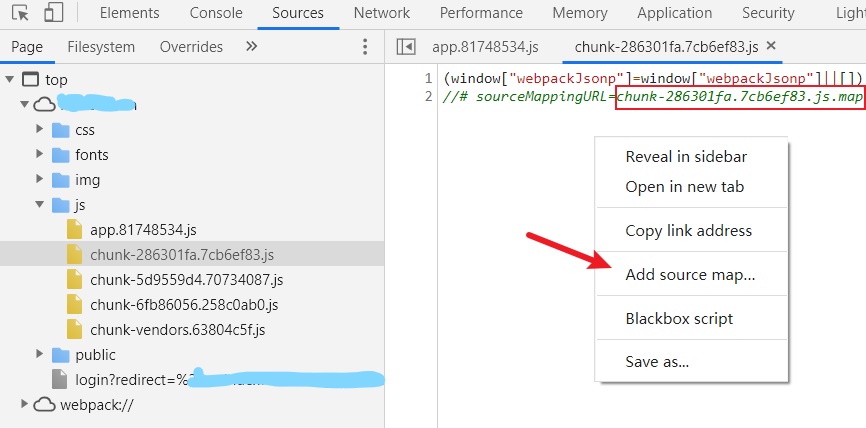 Elements Console Sources Network Performance Memory Application Security Ligh
Page Filesystem Overrides » app.81748534.js chunk-286301fa.7cb6ef83.js ×
top
css
fonts
img
js
app.81748534.js
chunk-286301fa.7cb6ef83.js
chunk-5d9559d4.70734087.js
chunk-6fb86056.258c0ab0.js
chunk-vendors.63804c5f.js
public
login?redirect=%
webpack://
1 (window["webpackJsonp"]=window["webpackJsonp"]||[])
2 //# sourceMappingURL=chunk-286301fa.7cb6ef83.js.map
Reveal in sidebar
Open in new tab
Copy link address
Add source map...
Blackbox script
Save as...